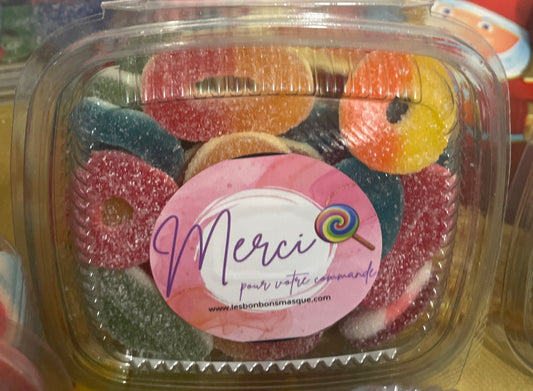 Merci
pour votre commande
www.lesbonbonsmasque.com